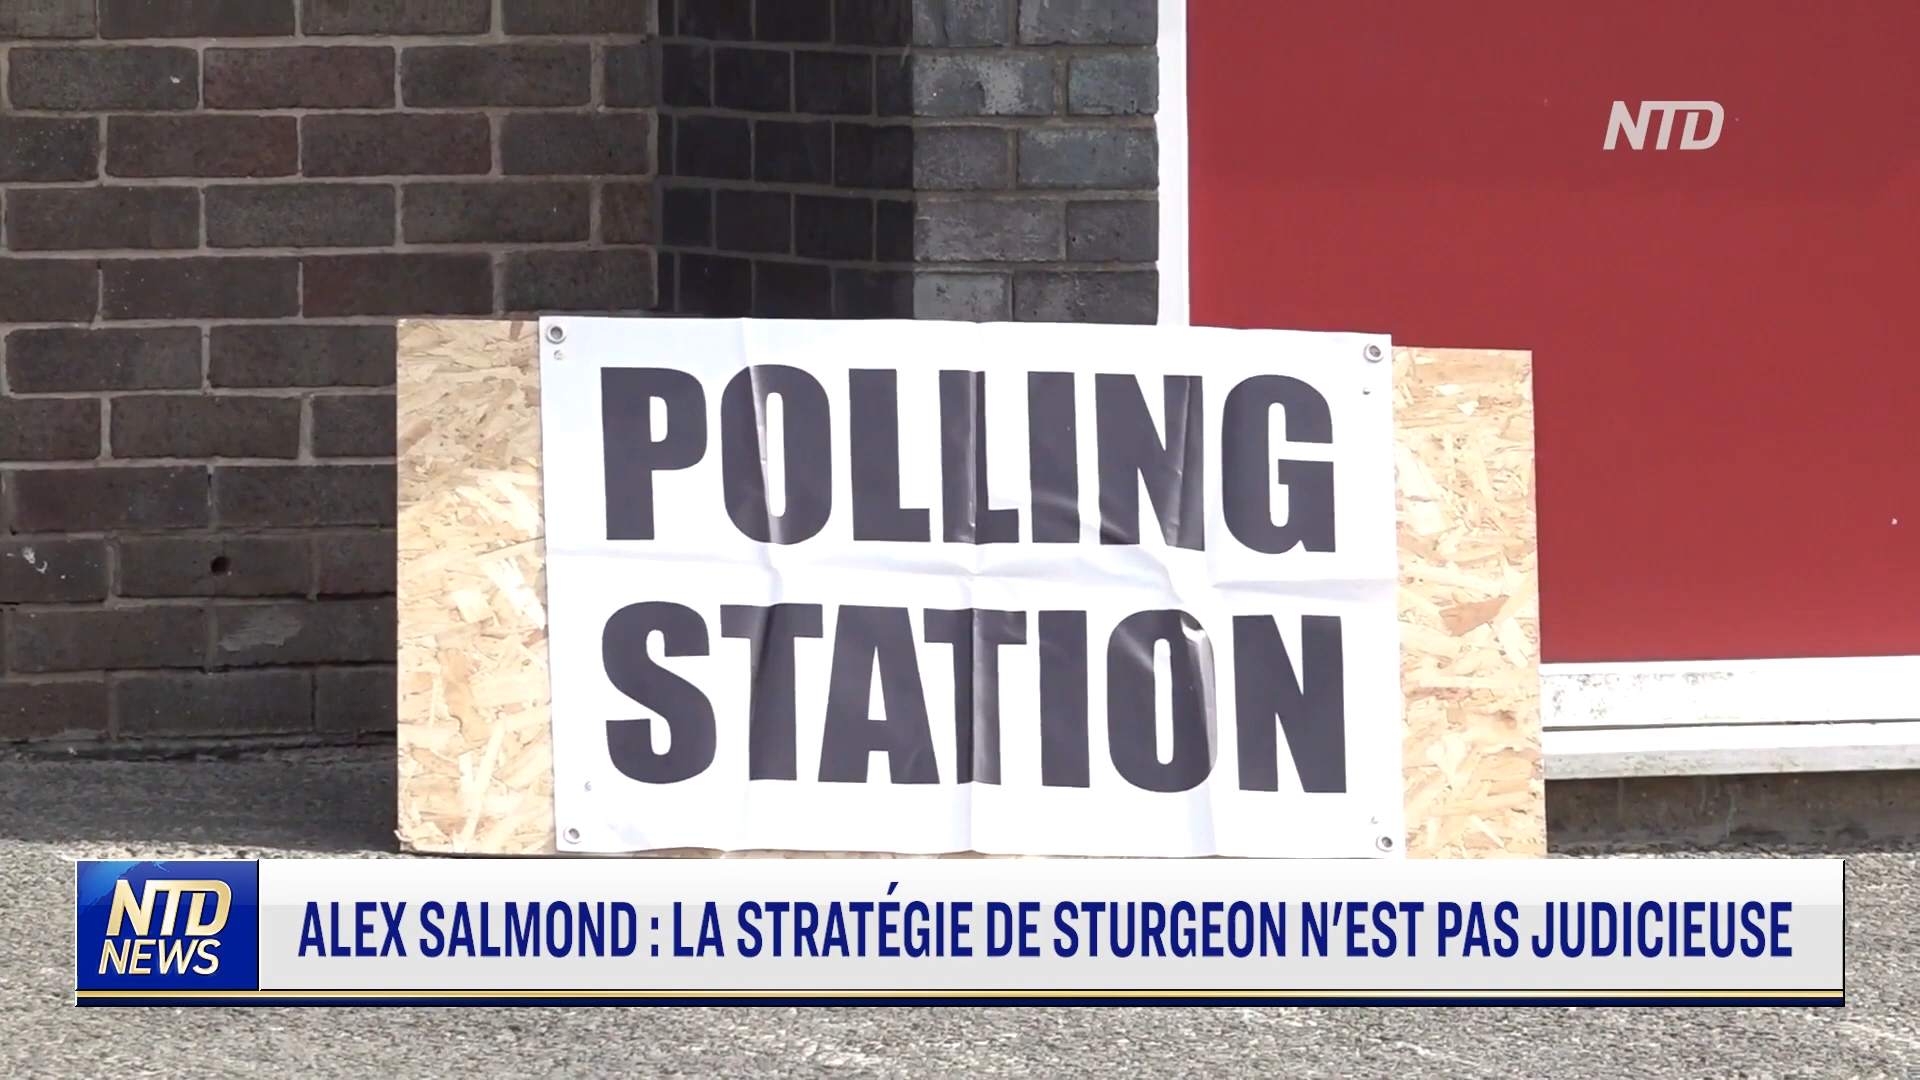 NTD
POLLING
STATION
NTD
NEWS
ALEX SALMOND : LA STRATÉGIE DE STURGEON N'EST PAS JUDICIEUSE